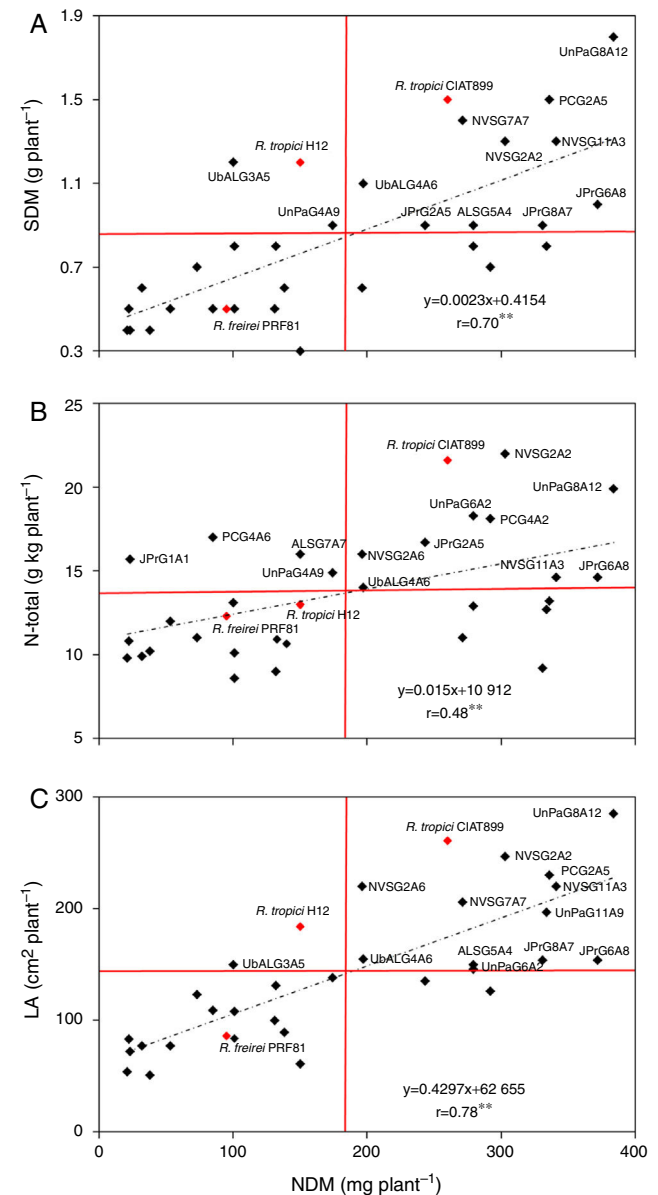 A
1.9
UnPaG8A12
R. tropici CIAT899
1.5
PCG2A5
NVSG7A7
R. tropici H12
NVSG11A3
NVSG2A2
SDM (g plant⁻¹)
UbALG3A5
1.1
UbALG4A6
JPrG6A8
UnPaG4A9
JPrG2A5 ALSG5A4 JPrG8A7
0.7
y=0.0023x+0.4154
R. freirei PRF81
r=0.70**
0.3
B
25
R. tropici CIAT899
NVSG2A2
20
UnPaG8A12
UnPaG6A2
PCG4A2
N-total (g kg plant⁻¹)
PCG4A6
ALSG7A7
JPrG2A5
JPrG1A1
NVSG2A6
15
UnPaG4A9
NVSG11A3 JPrG6A8
UbALG4A6
R. tropici H12
R. freirei PRF81
10
y=0.015x+10 912
r=0.48**
5
C
300
UnPaG8A12
R. tropici CIAT899
NVSG2A2
PCG2A5
NVSG2A6
NVSG11A3
200
R. tropici H12
NVSG7A7
UnPaG11A9
LA (cm² plant⁻¹)
UbALG3A5
UbALG4A6
ALSG5A4 JPrG8A7 JPrG6A8
UnPaG6A2
100
R. freirei PRF81
y=0.4297x+62 655
r=0.78**
0
0 100 200 300 400
NDM (mg plant⁻¹)